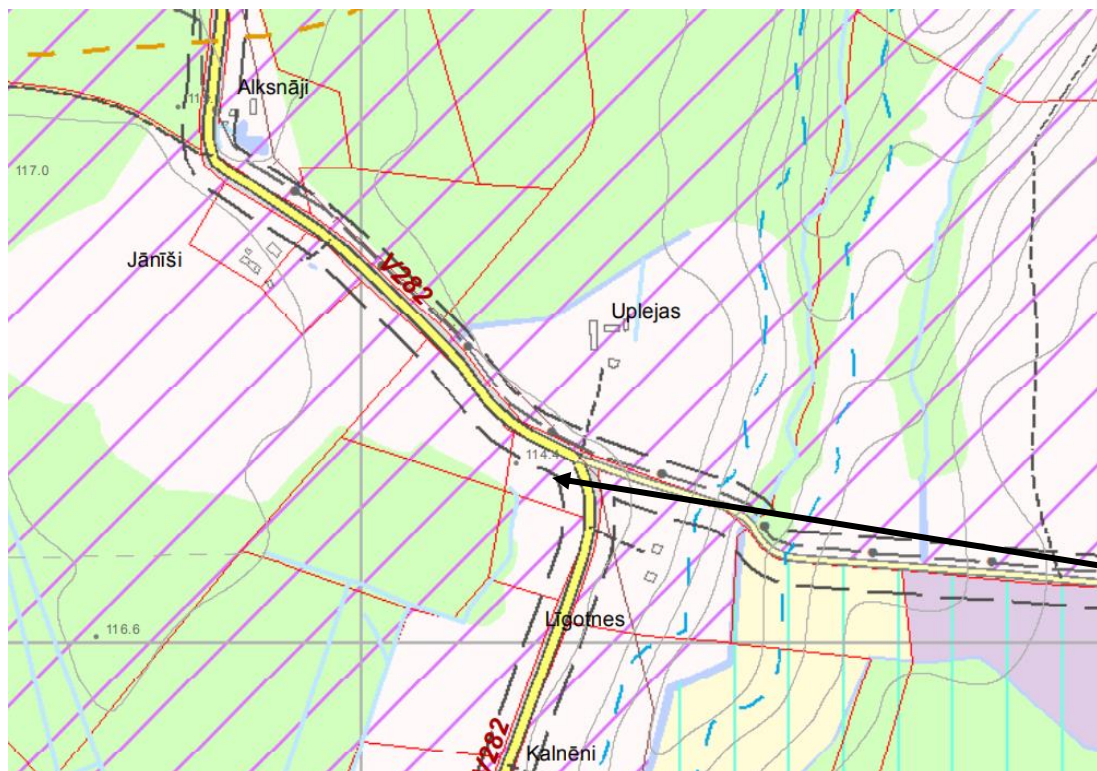 Alksnāji
117.0
Jānīši
V282
Uplejas
114.4
116.6
Līgotnes
V282
Kalnēni